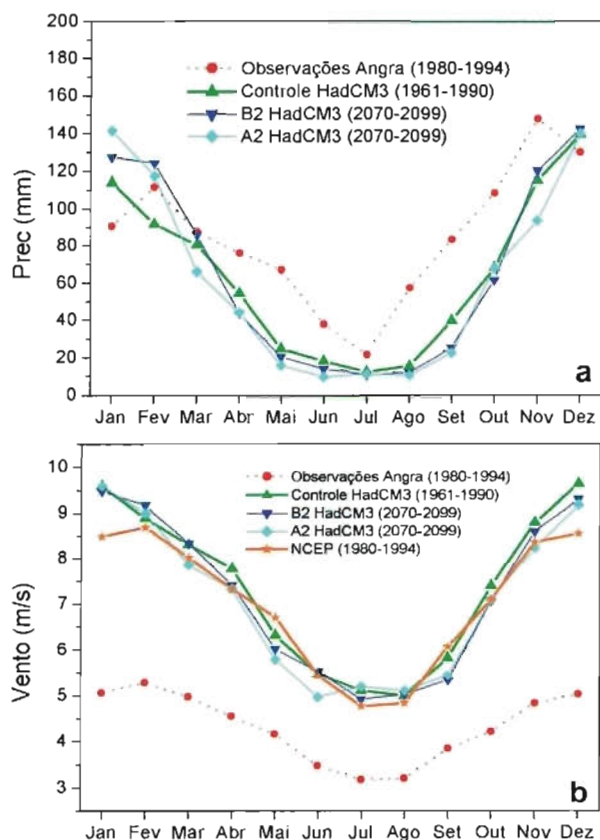 200
180
160
140
120
100
80
60
40
20
0
Prec (mm)
Observações Angra (1980-1994)
Controle HadCM3 (1961-1990)
B2 HadCM3 (2070-2099)
A2 HadCM3 (2070-2099)
a
Jan Fev Mar Abr Mai Jun Jul Ago Set Out Nov Dez
10
9
8
7
6
5
4
3
Vento (m/s)
Observações Angra (1980-1994)
Controle HadCM3 (1961-1990)
B2 HadCM3 (2070-2099)
A2 HadCM3 (2070-2099)
NCEP (1980-1994)
b
Jan Fev Mar Abr Mai Jun Jul Ago Set Out Nov Dez